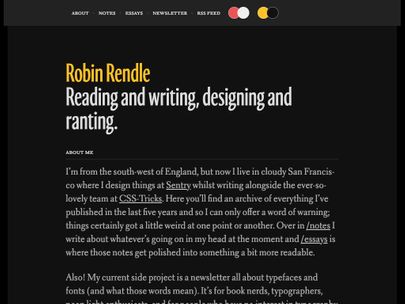 ABOUT NOTES ESSAYS NEWSLETTER RSS FEED
Robin Rendle
Reading and writing, designing and
ranting.
ABOUT ME
I'm from the south-west of England, but now I live in cloudy San Francis-
co where I design things at Sentry whilst writing alongside the ever-so-
lovely team at CSS-Tricks. Here you'll find an archive of everything I've
published in the last five years and so I can only offer a word of warning;
things certainly got a little weird at one point or another. Over in /notes I
write about whatever's going on in my head at the moment and /essays is
where those notes get polished into something a bit more readable.
Also! My current side project is a newsletter all about typefaces and
fonts (and what those words mean). It's for book nerds, typographers,